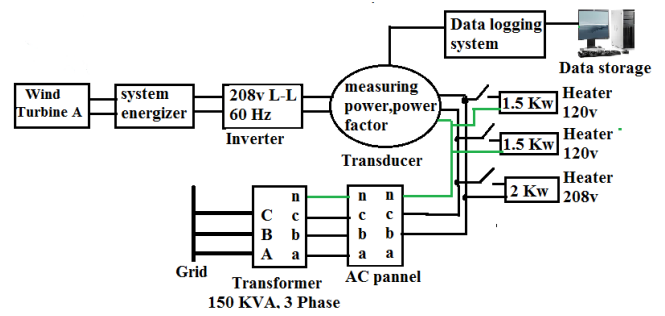 Data logging
system
Data storage
Wind
Turbine A
system
energizer
208v L-L
60 Hz
Inverter
measuring
power,power
factor
Transducer
1.5 Kw
Heater
120v
1.5 Kw
Heater
120v
2 Kw
Heater
208v
n
C c
B b
A a
n n
c c
b b
a a
Grid
Transformer
150 KVA, 3 Phase
AC pannel